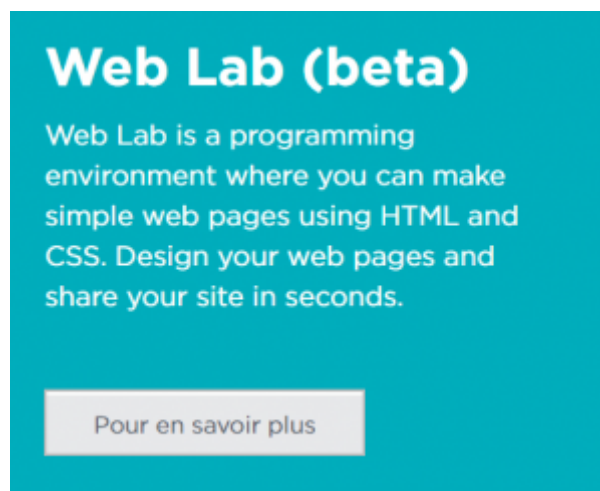 Web Lab (beta)
Web Lab is a programming
environment where you can make
simple web pages using HTML and
CSS. Design your web pages and
share your site in seconds.
Pour en savoir plus